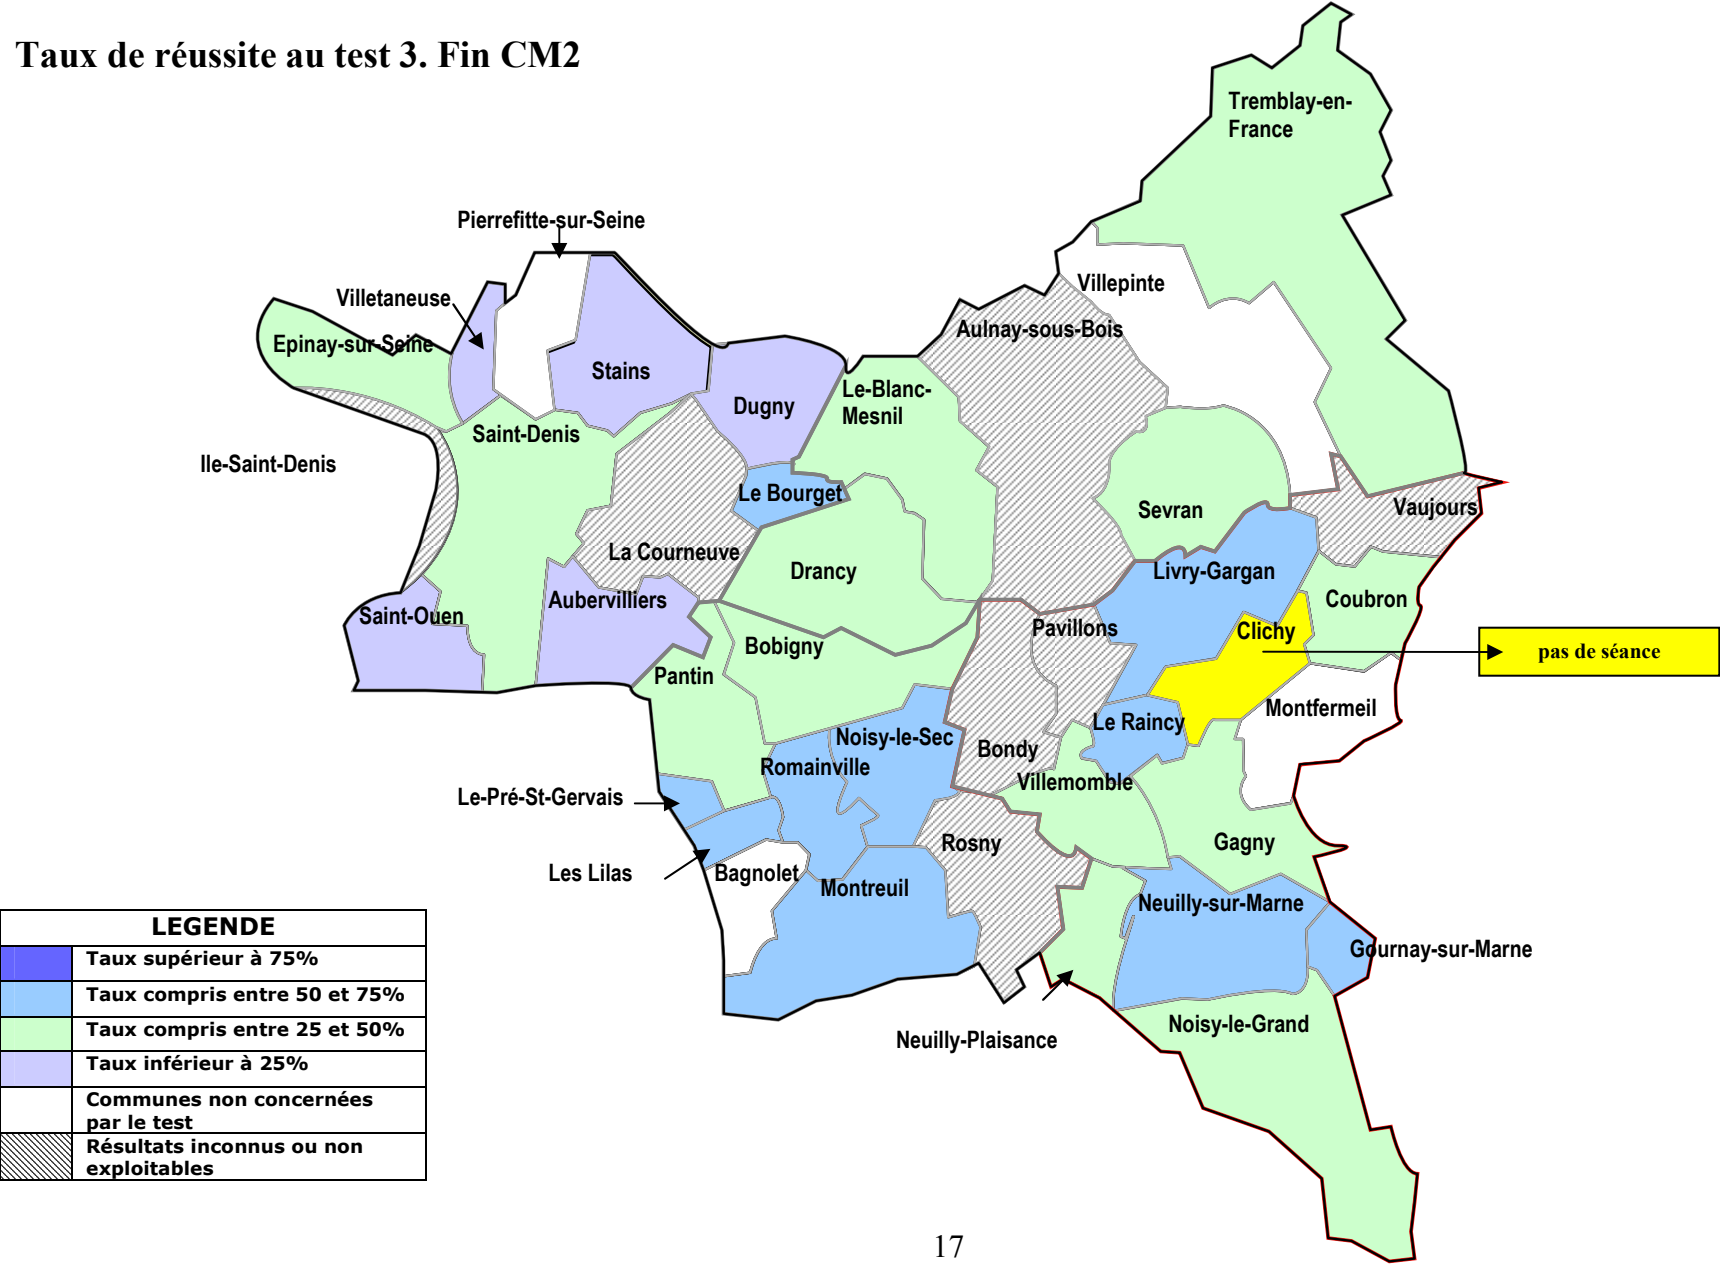 Taux de réussite au test 3. Fin CM2
Tremblay-en-
France
Pierrefitte-sur-Seine
Villepinte
Villetaneuse
Aulnay-sous-Bois
Epinay-sur-Seine
Stains
Le-Blanc-
Mesnil
Dugny
Saint-Denis
Ile-Saint-Denis
Le Bourget
Sevran
Vaujours
La Courneuve
Drancy
Livry-Gargan
Aubervilliers
Coubron
Saint-Ouen
Pavillons
Clichy
Bobigny
pas de séance
Pantin
Montfermeil
Le Raincy
Noisy-le-Sec
Bondy
Romainville
Villemomble
Le-Pré-St-Gervais
Rosny
Gagny
Les Lilas
Bagnolet
Montreuil
Neuilly-sur-Marne
Gournay-sur-Marne
Noisy-le-Grand
Neuilly-Plaisance
LEGENDE
Taux supérieur à 75%
Taux compris entre 50 et 75%
Taux compris entre 25 et 50%
Taux inférieur à 25%
Communes non concernées
par le test
Résultats inconnus ou non
exploitables
17